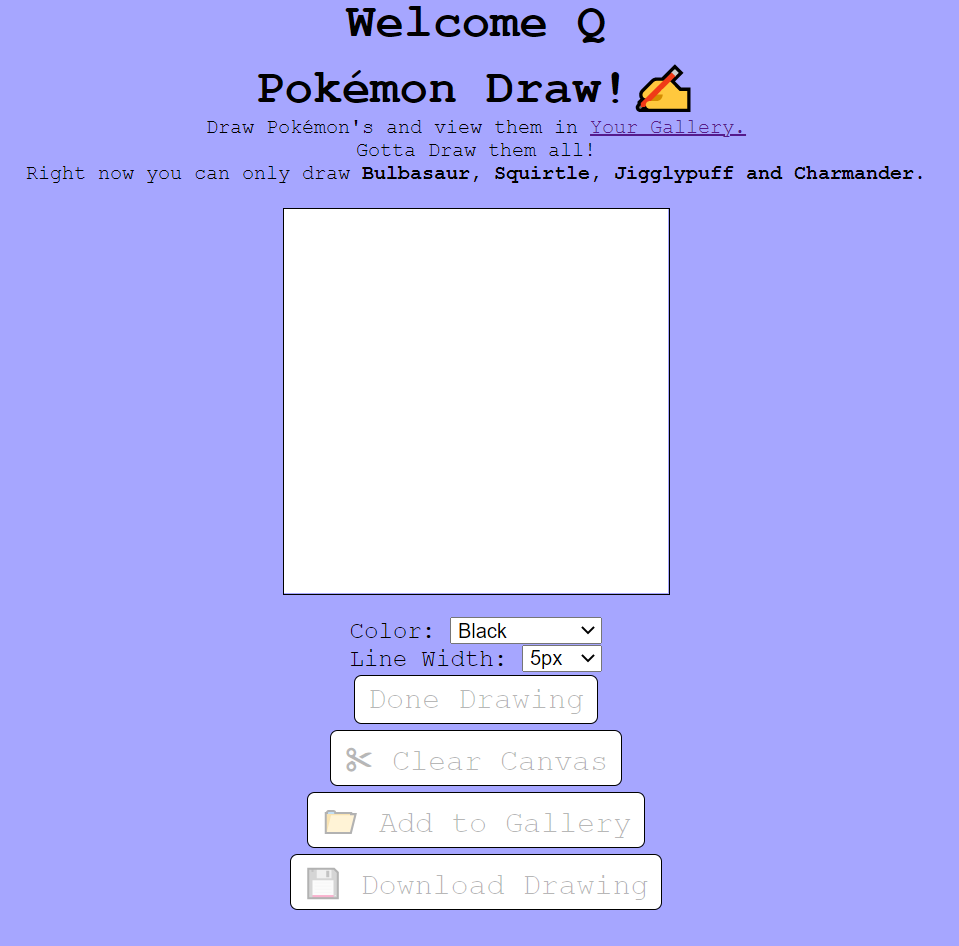 Welcome Q
Pokémon Draw!✍
Draw Pokémon's and view them in Your Gallery.
Gotta Draw them all!
Right now you can only draw Bulbasaur, Squirtle, Jigglypuff and Charmander.
Color: Black
Line Width: 5px
Done Drawing
✂ Clear Canvas
📁 Add to Gallery
💾 Download Drawing